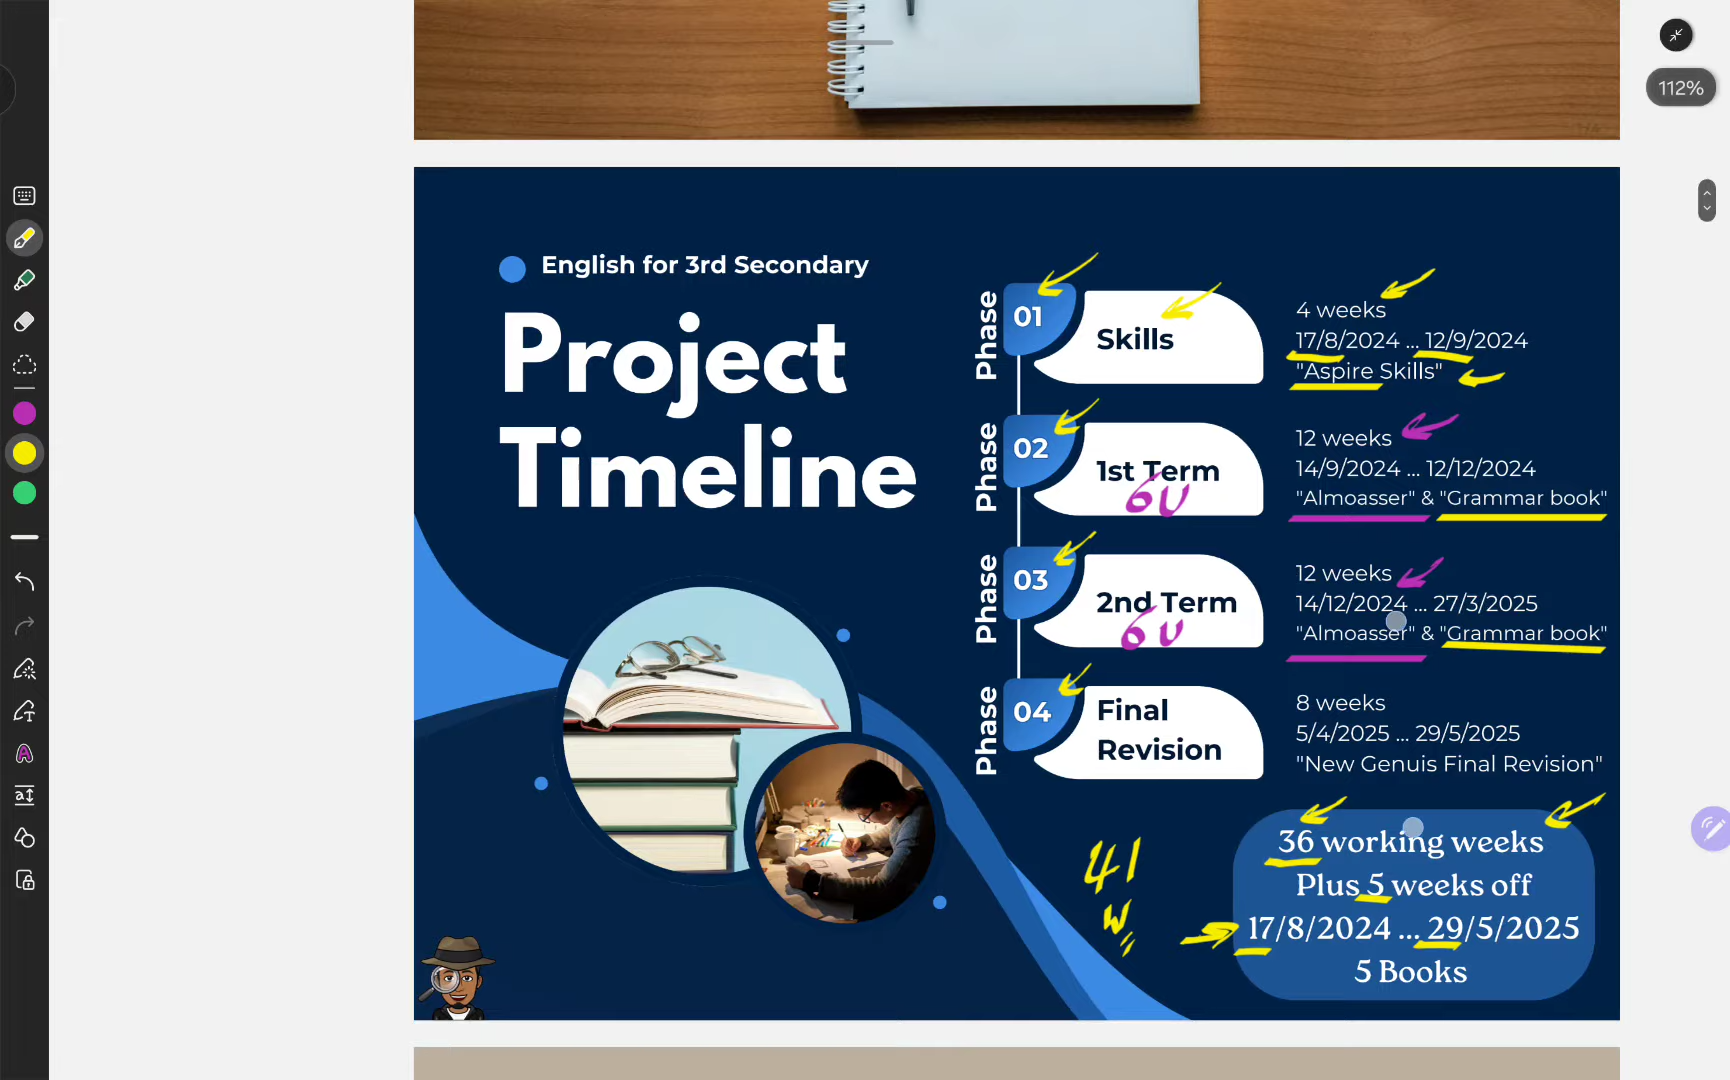 112%
English for 3rd Secondary
Project
Timeline
Phase
01
Skills
4 weeks
17/8/2024 ... 12/9/2024
"Aspire Skills"
Phase
02
1st Term
6U
12 weeks
14/9/2024 ... 12/12/2024
"Almoasser" & "Grammar book"
Phase
03
2nd Term
6U
12 weeks
14/12/2024 ... 27/3/2025
"Almoasser" & "Grammar book"
Phase
04
Final
Revision
8 weeks
5/4/2025 ... 29/5/2025
"New Genuis Final Revision"
41
W
36 working weeks
Plus 5 weeks off
17/8/2024 ... 29/5/2025
5 Books